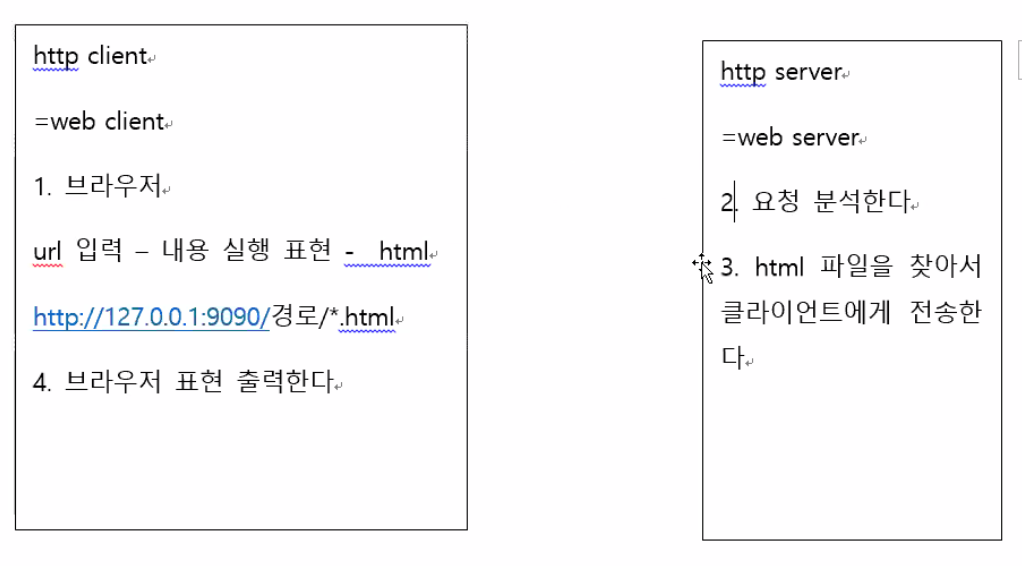 http client
=web client
1. 브라우저
url 입력 – 내용 실행 표현 - html
http://127.0.0.1:9090/경로/*.html
4. 브라우저 표현 출력한다
http server
=web server
2. 요청 분석한다
3. html 파일을 찾아서
클라이언트에게 전송한
다